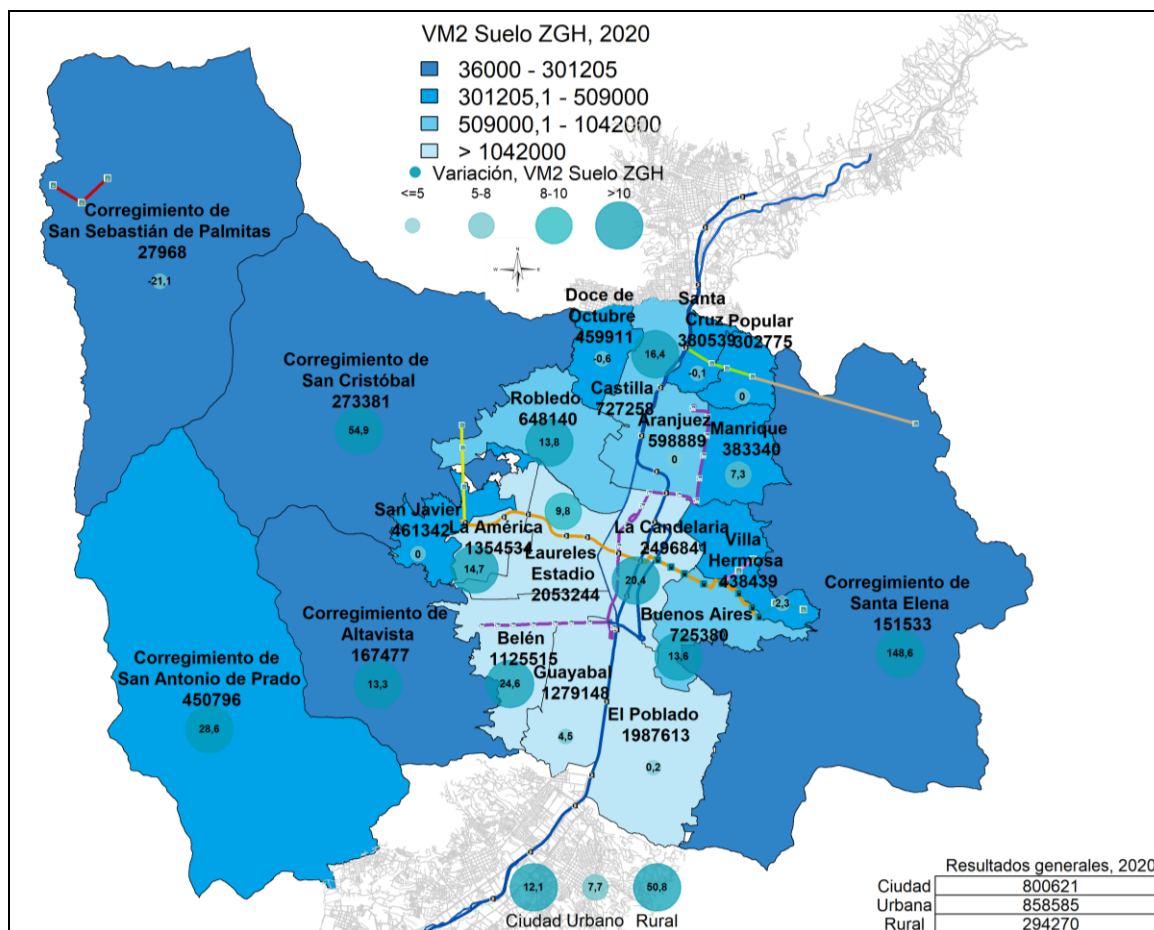 VM2 Suelo ZGH, 2020
36000 - 301205
301205,1 - 509000
509000,1 - 1042000
> 1042000
Variación, VM2 Suelo ZGH
<=5 5-8 8-10 >10
N
W E
S
Corregimiento de
San Sebastián de Palmitas
27968
-21,1
Doce de
Octubre
459911
-0,6
Santa
Cruz
380539
-0,1
Popular
302775
0
16,4
Castilla
727258
Corregimiento de
San Cristóbal
273381
54,9
Robledo
648140
13,8
Aranjuez
598889
0
Manrique
383340
7,3
San Javier
461342
0
La América
1354534
14,7
9,8
Laureles
Estadio
2053244
La Candelaria
2496841
20,4
Villa
Hermosa
438439
-2,3
Buenos Aires
725380
13,6
Corregimiento de
Santa Elena
151533
148,6
Corregimiento de
Altavista
167477
13,3
Corregimiento de
San Antonio de Prado
450796
28,6
Belén
1125515
24,6
Guayabal
1279148
4,5
El Poblado
1987613
0,2
12,1 7,7 50,8
Ciudad Urbano Rural
Resultados generales, 2020
Ciudad 800621
Urbana 858585
Rural 294270